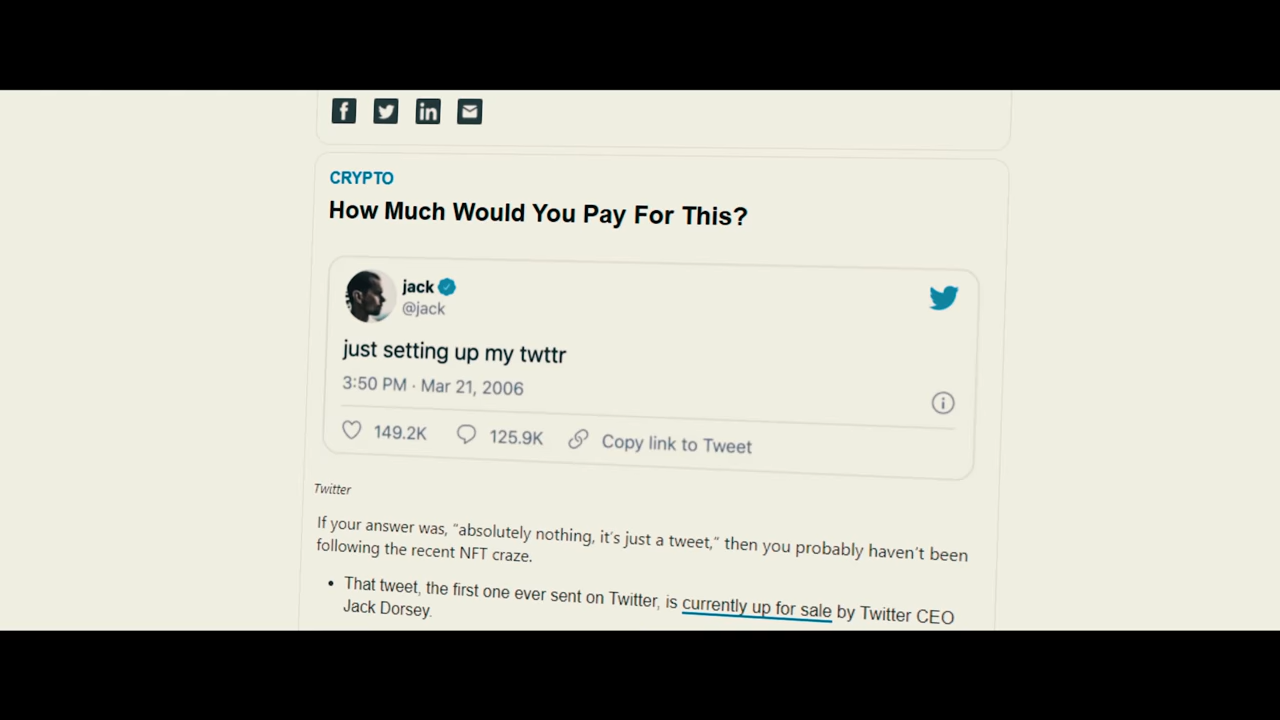 CRYPTO
How Much Would You Pay For This?
jack
@jack
just setting up my twttr
3:50 PM · Mar 21, 2006
149.2K 125.9K Copy link to Tweet
Twitter
If your answer was, “absolutely nothing, it's just a tweet,” then you probably haven't been
following the recent NFT craze.
• That tweet, the first one ever sent on Twitter, is currently up for sale by Twitter CEO
Jack Dorsey.